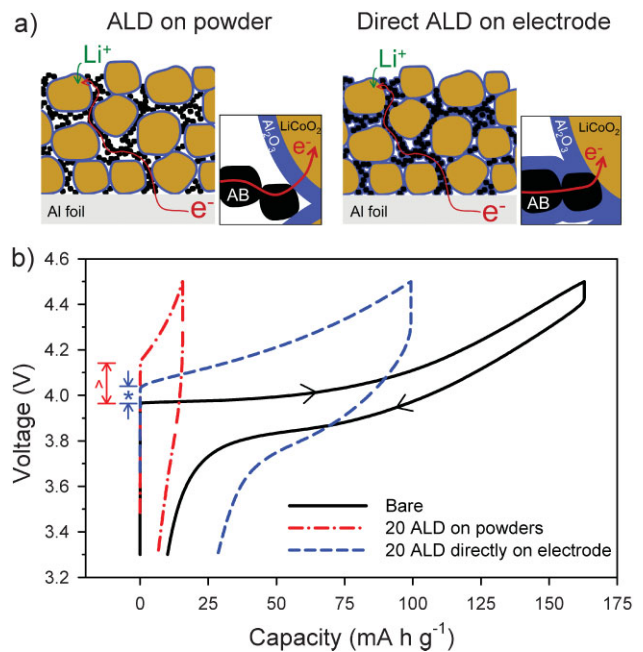 a) ALD on powder
Direct ALD on electrode
Li+
Al2O3
LiCoO2
e-
AB
Al foil
e-
Li+
Al2O3
LiCoO2
e-
AB
Al foil
e-
b)
4.6
4.4
4.2
4.0
3.8
3.6
3.4
3.2
Voltage (V)
^
*
Bare
20 ALD on powders
20 ALD directly on electrode
0 25 50 75 100 125 150 175
Capacity (mA h g-1)